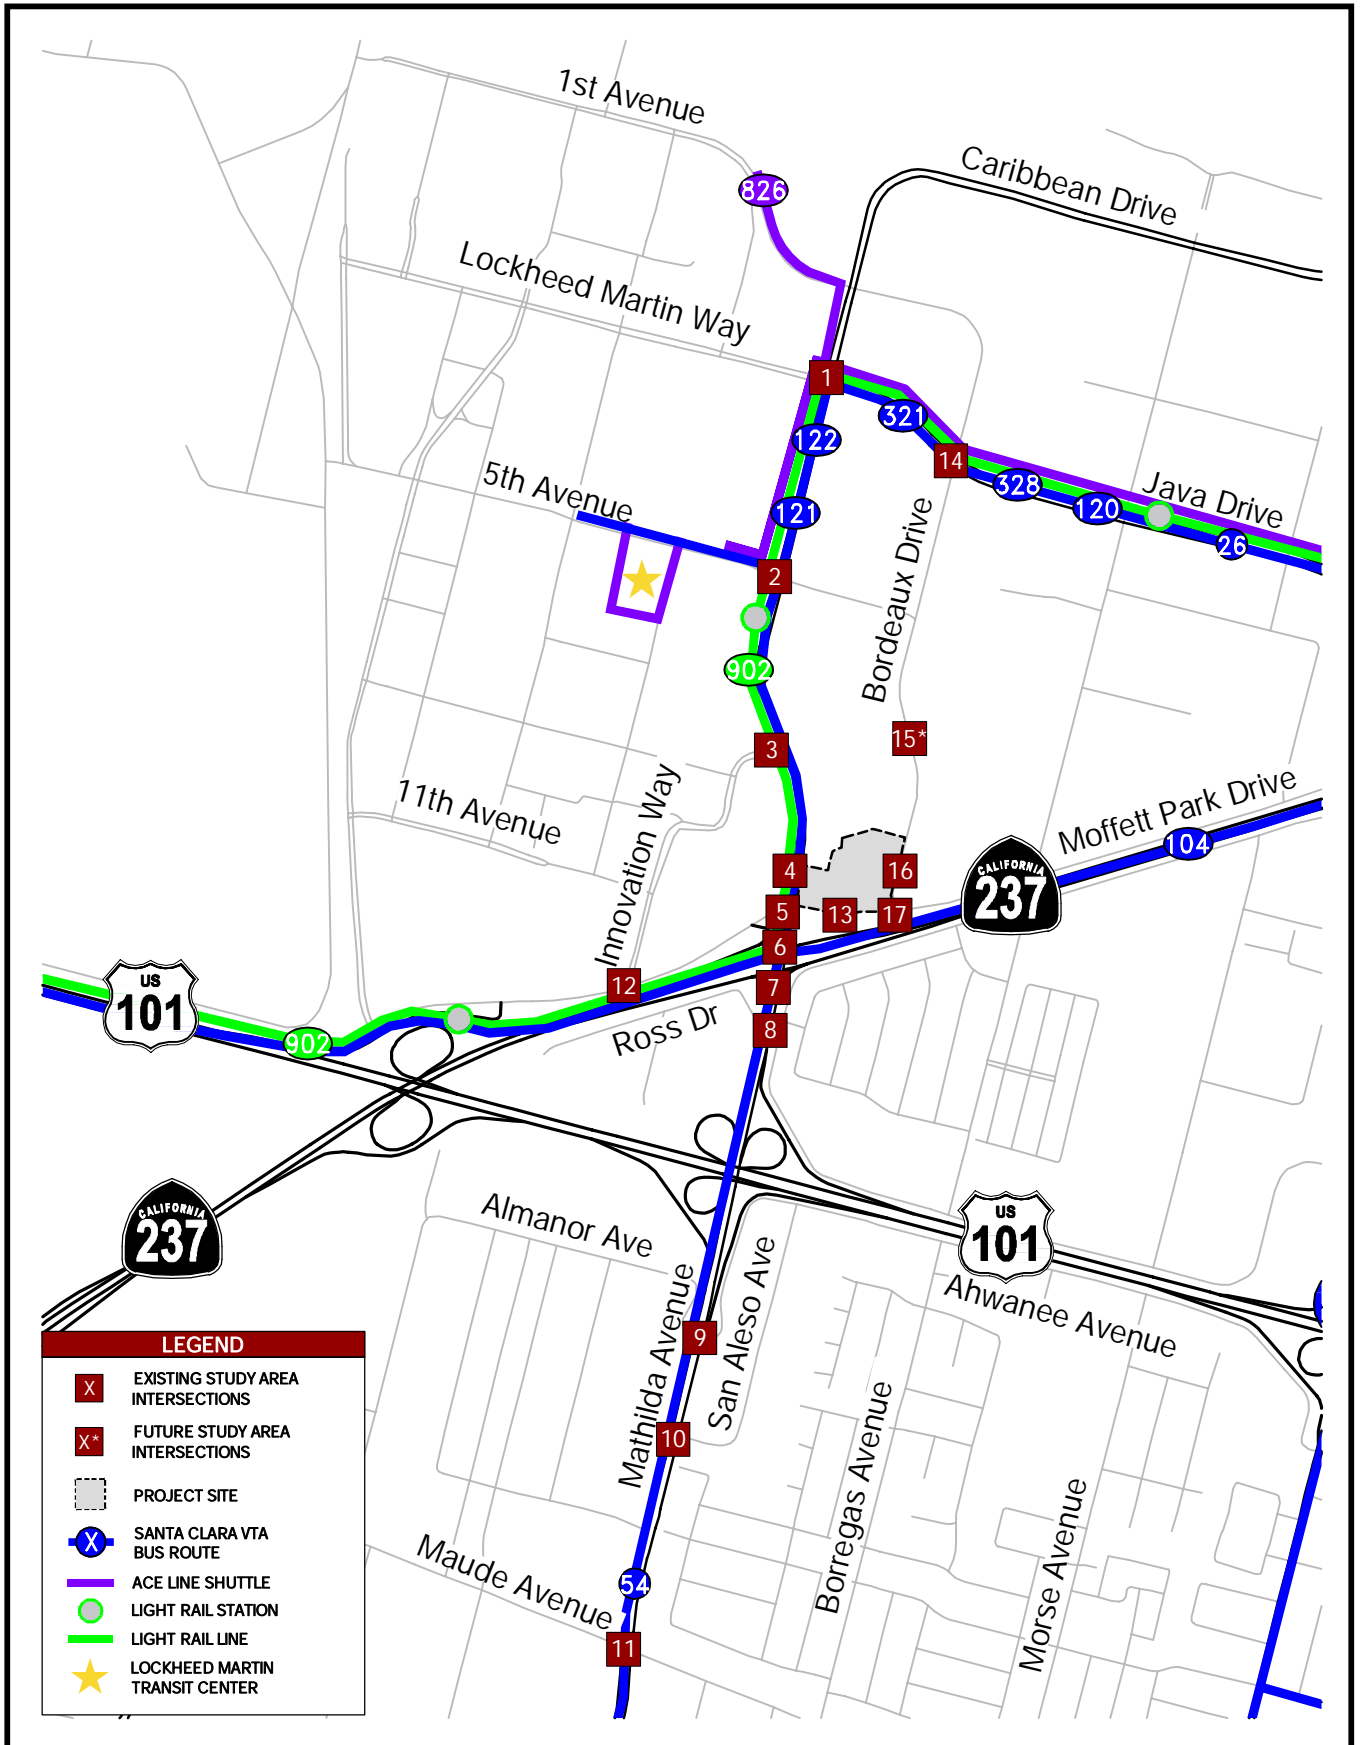 1st Avenue
Caribbean Drive
826
Lockheed Martin Way
1
321
122
14
5th Avenue
328
Java Drive
120
121
26
2
Bordeaux Drive
902
15*
3
11th Avenue
Innovation Way
Moffett Park Drive
104
4
16
CALIFORNIA
237
5
13
17
6
12
7
US
101
Ross Dr
8
902
CALIFORNIA
237
Almanor Ave
US
101
San Aleso Ave
Ahwanee Avenue
Mathilda Avenue
9
10
Borregas Avenue
Morse Avenue
Maude Avenue
54
11
LEGEND
X
EXISTING STUDY AREA
INTERSECTIONS
X*
FUTURE STUDY AREA
INTERSECTIONS
PROJECT SITE
X
SANTA CLARA VTA
BUS ROUTE
ACE LINE SHUTTLE
LIGHT RAIL STATION
LIGHT RAIL LINE
LOCKHEED MARTIN
TRANSIT CENTER